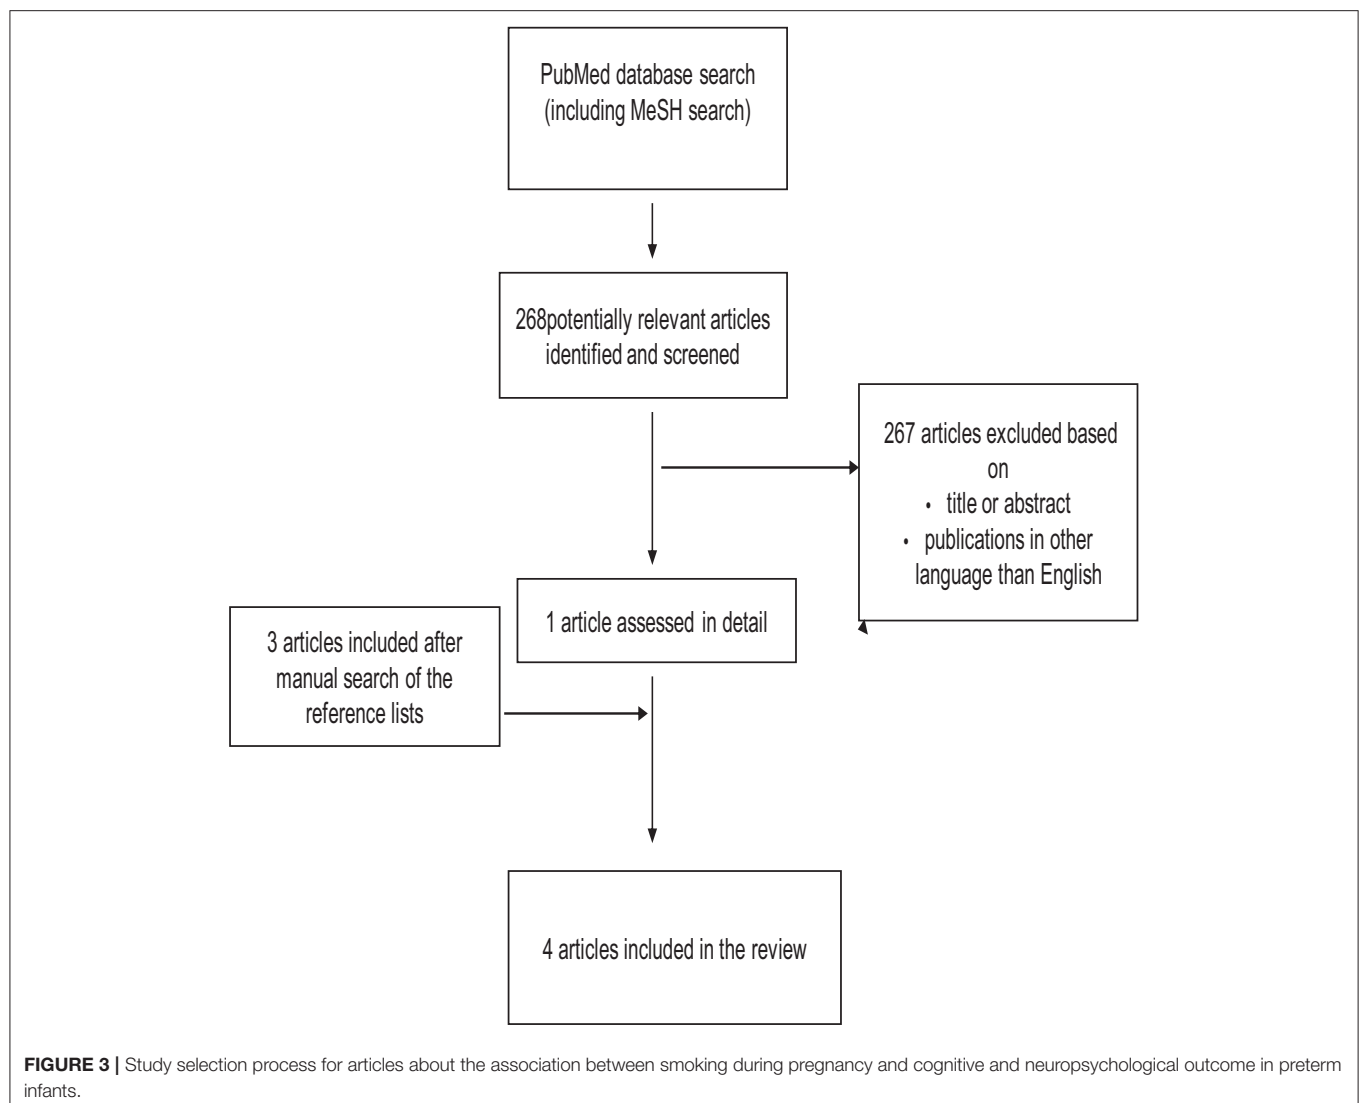 PubMed database search
(including MeSH search)
268potentially relevant articles
identified and screened
267 articles excluded based
on
• title or abstract
• publications in other
language than English
1 article assessed in detail
3 articles included after
manual search of the
reference lists
4 articles included in the review
FIGURE 3 | Study selection process for articles about the association between smoking during pregnancy and cognitive and neuropsychological outcome in preterm
infants.